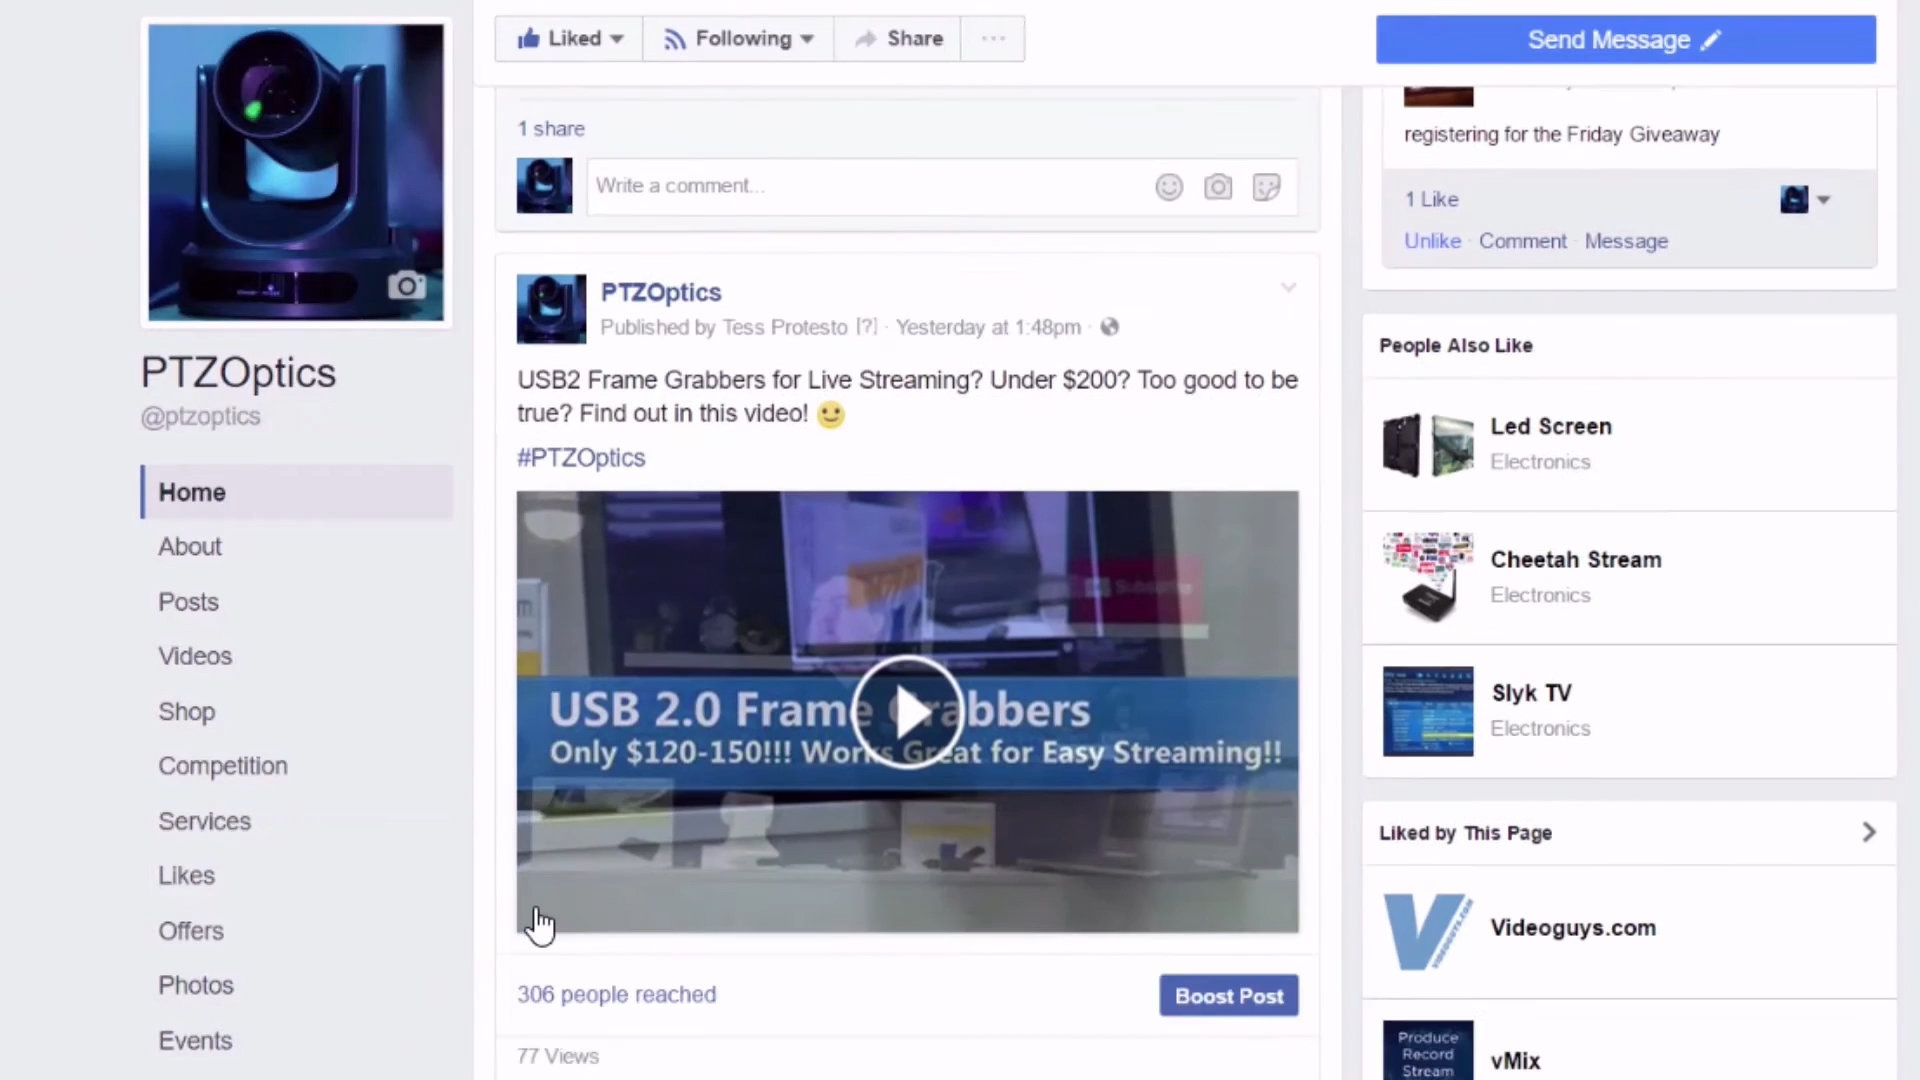 Liked
Following
Share
Send Message
1 share
Write a comment...
registering for the Friday Giveaway
1 Like
Unlike · Comment · Message
PTZOptics
Published by Tess Protesto [?] · Yesterday at 1:48pm ·
USB2 Frame Grabbers for Live Streaming? Under $200? Too good to be
true? Find out in this video! 🙂
#PTZOptics
USB 2.0 Frame Grabbers
Only $120-150!!! Works Great for Easy Streaming!!
306 people reached
Boost Post
77 Views
PTZOptics
@ptzoptics
Home
About
Posts
Videos
Shop
Competition
Services
Likes
Offers
Photos
Events
People Also Like
Led Screen
Electronics
Cheetah Stream
Electronics
Slyk TV
Electronics
Liked by This Page
Videoguys.com
VIDEOGUYS.COM
Produce
Record
Stream
vMix